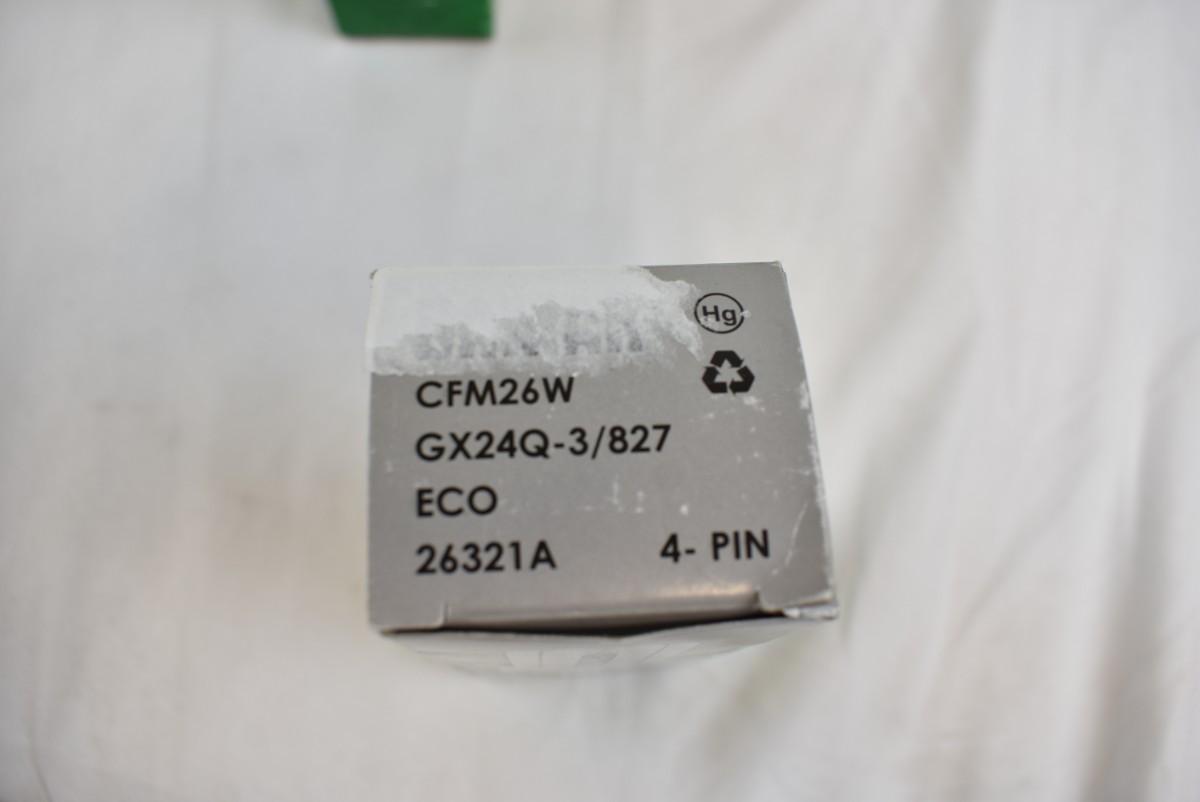 Hg
CFM26W
GX24Q-3/827
ECO
26321A 4- PIN